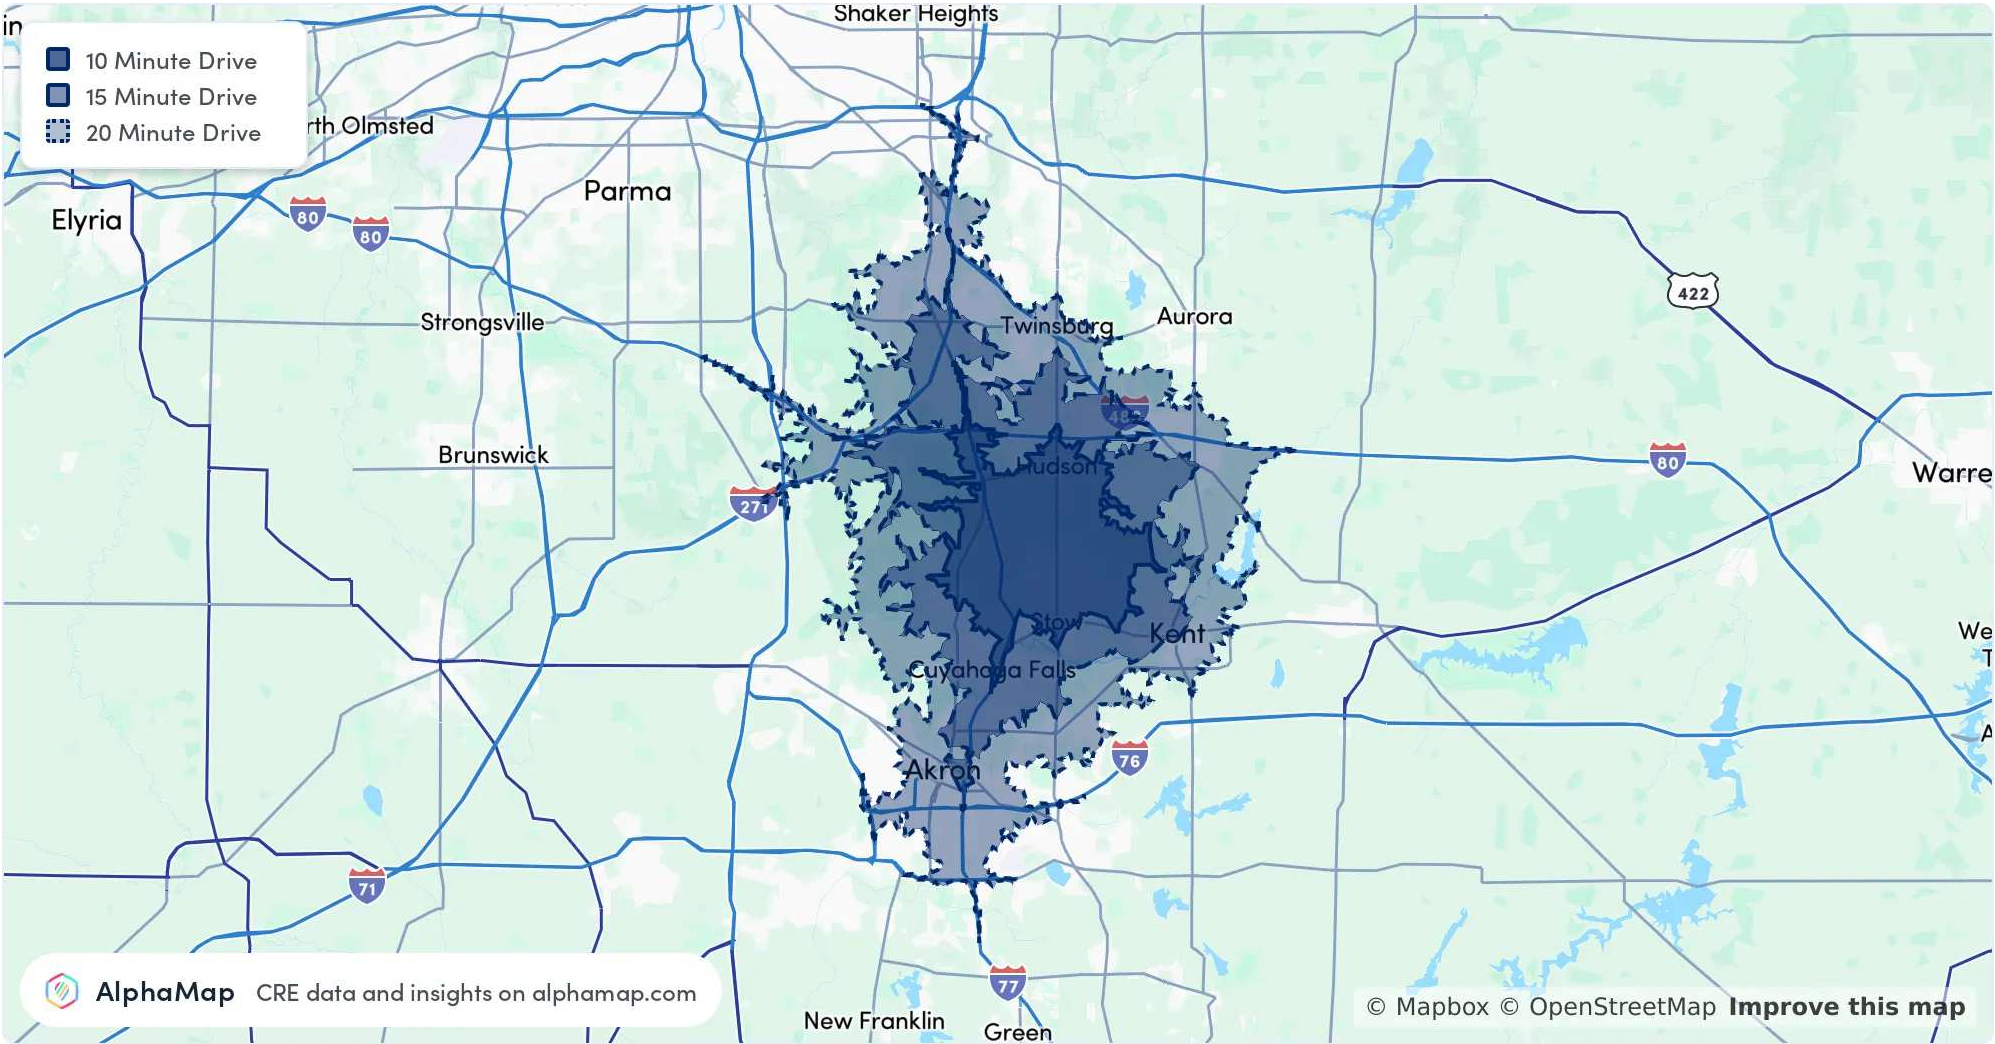 Shaker Heights
in
10 Minute Drive
15 Minute Drive
20 Minute Drive
rth Olmsted
Parma
Elyria
80
80
422
Strongsville
Twinsburg
Aurora
480
Brunswick
Hudson
80
Warre
271
Stow
Kent
We
T
Cuyahoga Falls
A
76
Akron
71
77
AlphaMap
CRE data and insights on alphamap.com
New Franklin
Green
© Mapbox © OpenStreetMap Improve this map